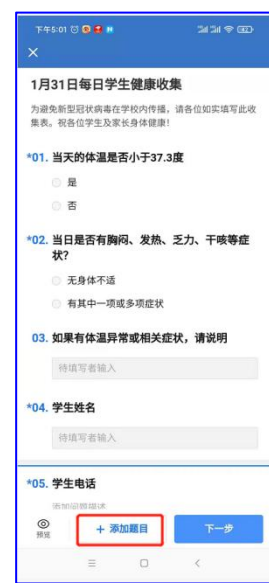 下午5:01
1月31日每日学生健康收集
为避免新型冠状病毒在学校内传播，请各位如实填写此收
集表。祝各位学生及家长身体健康！
*01. 当天的体温是否小于37.3度
是
否
*02. 当日是否有胸闷、发热、乏力、干咳等症
状?
无身体不适
有其中一项或多项症状
03. 如果有体温异常或相关症状，请说明
待填写者输入
*04. 学生姓名
待填写者输入
*05. 学生电话
添加问题描述
预览
+ 添加题目
下一步